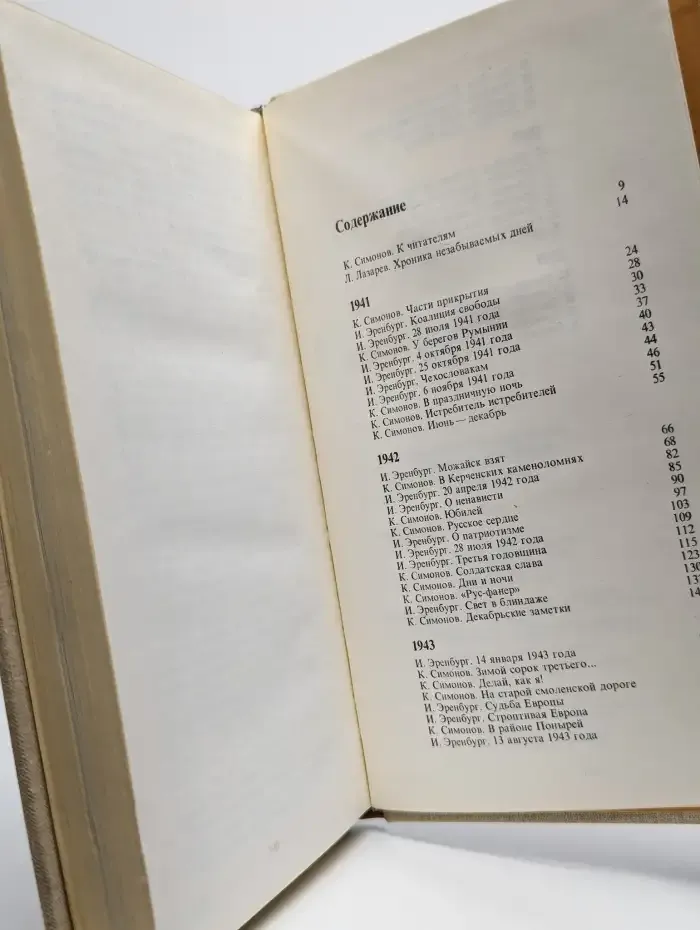 Содержание
К. Симонов. К читателям 9
Л. Лазарев. Хроника незабываемых дней 14
1941
К. Симонов. Части прикрытия 24
И. Эренбург. Коалиция свободы 28
И. Эренбург. 28 июля 1941 года 30
К. Симонов. У берегов Румынии 33
И. Эренбург. 4 октября 1941 года 37
И. Эренбург. 25 октября 1941 года 40
И. Эренбург. Чехословакам 43
И. Эренбург. 6 ноября 1941 года 44
К. Симонов. В праздничную ночь 46
К. Симонов. Истребитель истребителей 51
К. Симонов. Июнь — декабрь 55
1942
И. Эренбург. Можайск взят 66
К. Симонов. В Керченских каменоломнях 68
И. Эренбург. 20 апреля 1942 года 82
И. Эренбург. О ненависти 85
К. Симонов. Юбилей 90
К. Симонов. Русское сердце 97
И. Эренбург. О патриотизме 103
И. Эренбург. 28 июля 1942 года 109
И. Эренбург. Третья годовщина 112
К. Симонов. Солдатская слава 115
К. Симонов. Дни и ночи 123
К. Симонов. «Рус-фанер» 130
И. Эренбург. Свет в блиндаже
К. Симонов. Декабрьские заметки
1943
И. Эренбург. 14 января 1943 года
К. Симонов. Зимой сорок третьего...
К. Симонов. Делай, как я!
К. Симонов. На старой смоленской дороге
И. Эренбург. Судьба Европы
И. Эренбург. Строптивая Европа
К. Симонов. В районе Понырей
И. Эренбург. 13 августа 1943 года